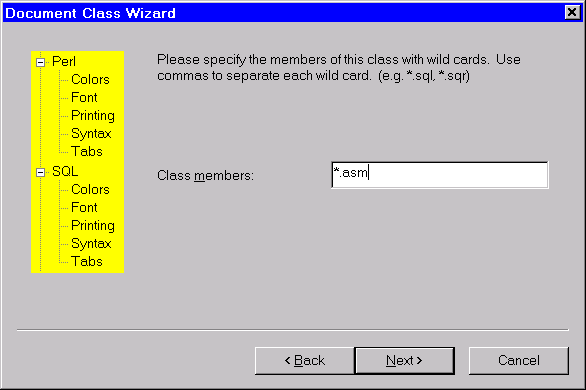 Document Class Wizard
Perl
Colors
Font
Printing
Syntax
Tabs
SQL
Colors
Font
Printing
Syntax
Tabs
Please specify the members of this class with wild cards. Use
commas to separate each wild card. (e.g. *.sql, *.sqr)
Class members:
*.asm
< Back
Next >
Cancel